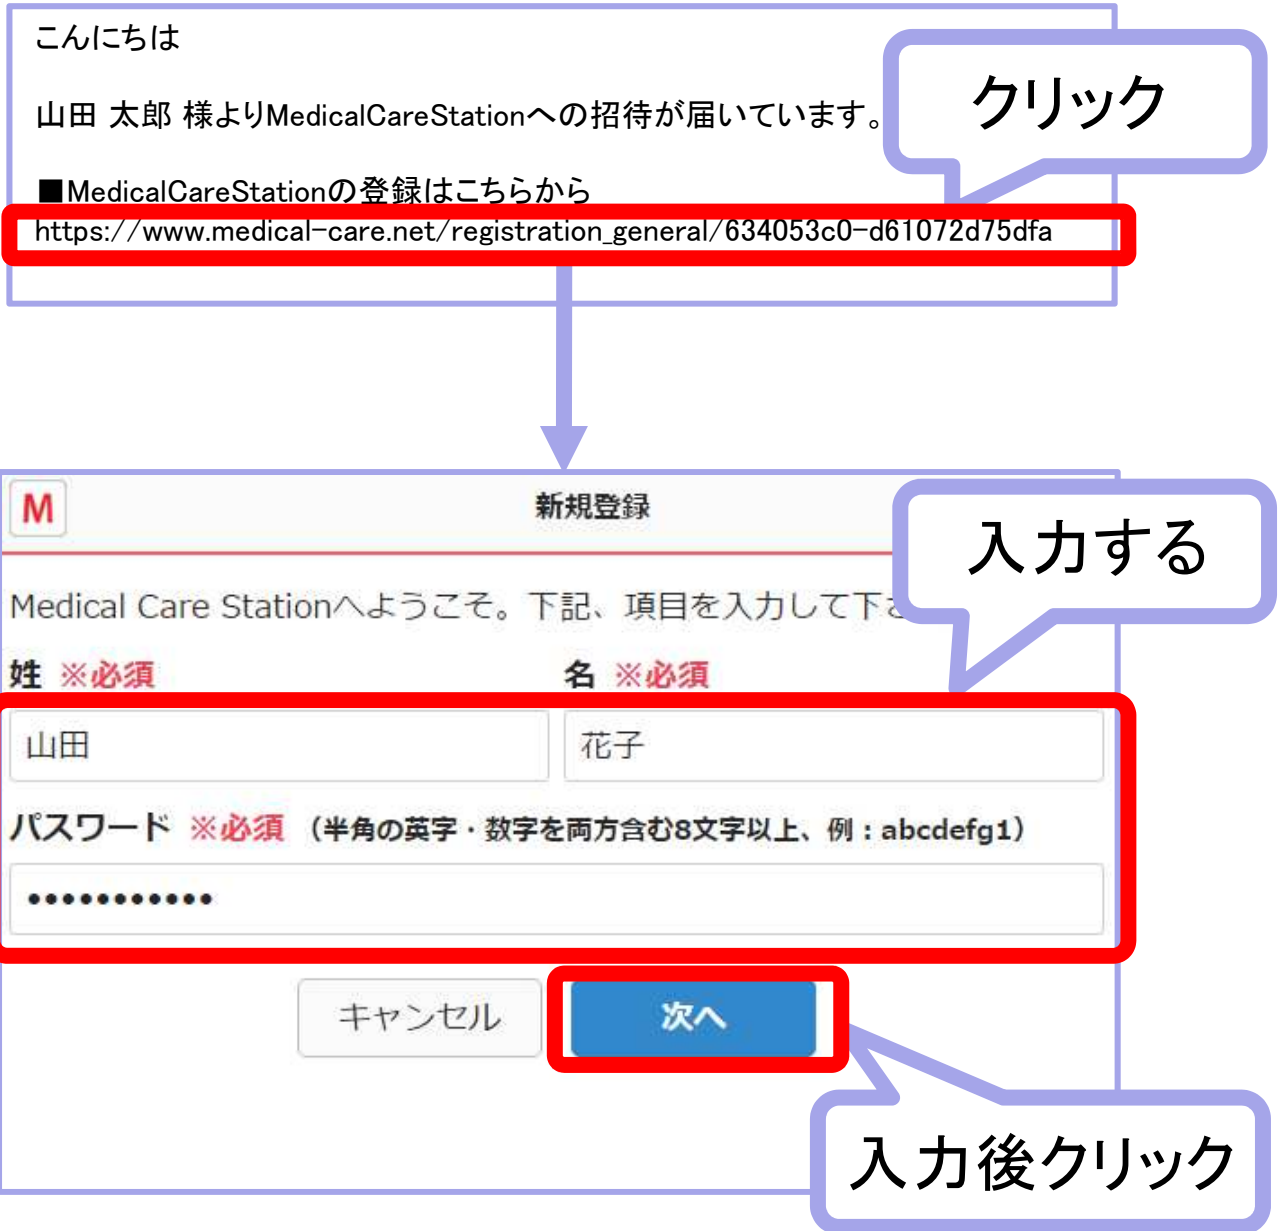 こんにちは
クリック
山田 太郎 様よりMedicalCareStationへの招待が届いています。
■MedicalCareStationの登録はこちらから
https://www.medical-care.net/registration_general/634053c0-d61072d75dfa
M
新規登録
入力する
Medical Care Stationへようこそ。下記、項目を入力して下
姓 ※必須
名 ※必須
山田
花子
パスワード ※必須 （半角の英字・数字を両方含む8文字以上、例：abcdefg1）
•••••••••••
キャンセル
次へ
入力後クリック